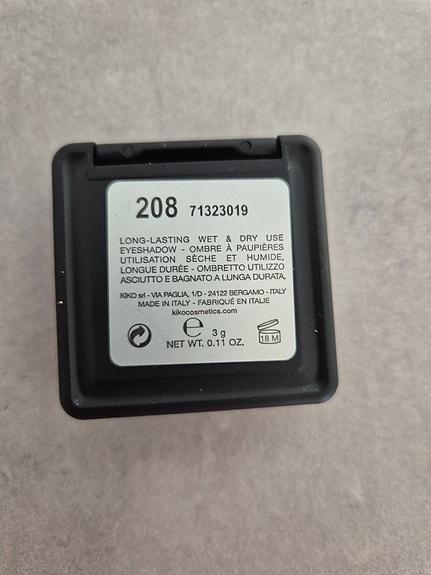 208 71323019
LONG-LASTING WET & DRY USE
EYESHADOW - OMBRE À PAUPIÈRES
UTILISATION SÈCHE ET HUMIDE,
LONGUE DURÉE - OMBRETTO UTILIZZO
ASCIUTTO E BAGNATO A LUNGA DURATA.
KIKO srl - VIA PAGLIA, 1/D - 24122 BERGAMO - ITALY
MADE IN ITALY - FABRIQUÉ EN ITALIE
kikocosmetics.com
℮ 3 g
NET WT. 0.11 OZ.
18 M